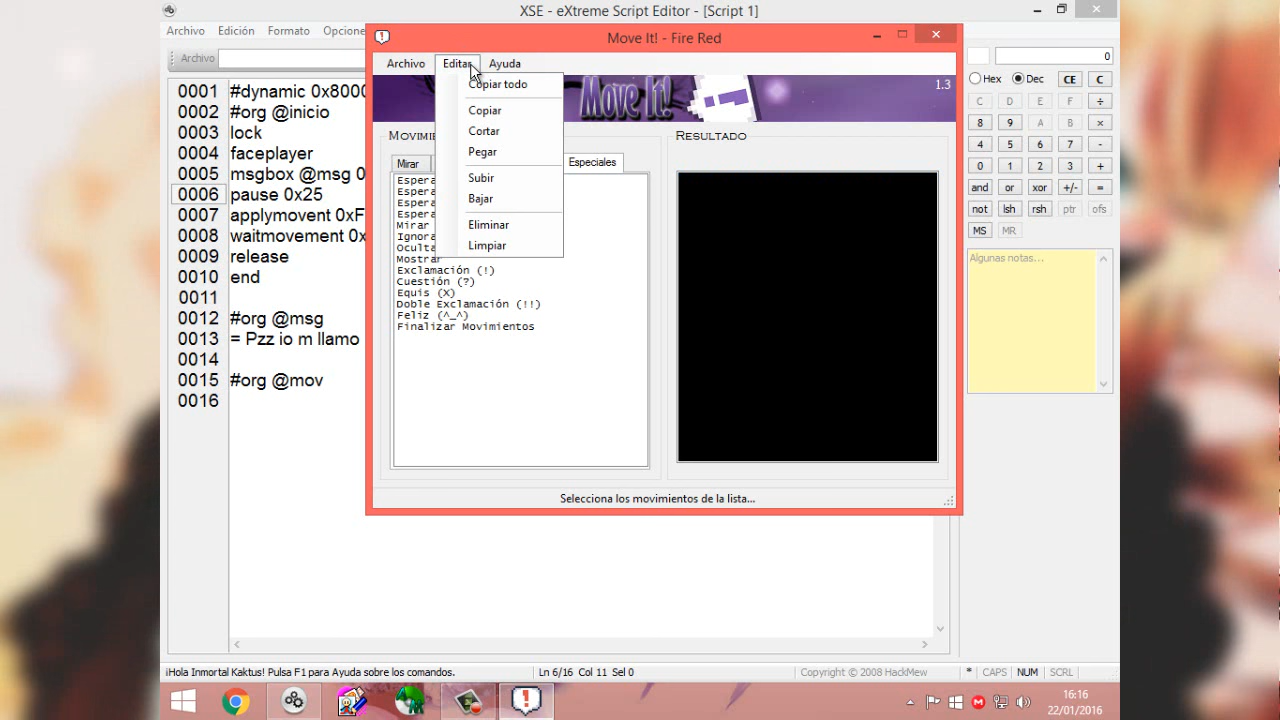 XSE - eXtreme Script Editor - [Script 1]
Archivo Edición Formato Opcione
Archivo
0001 #dynamic 0x8000
0002 #org @inicio
0003 lock
0004 faceplayer
0005 msgbox @msg 0
0006 pause 0x25
0007 applymovent 0xF
0008 waitmovement 0x
0009 release
0010 end
0011
0012 #org @msg
0013 = Pzz io m llamo
0014
0015 #org @mov
0016
Move It! - Fire Red
Archivo Editar Ayuda
Move It!
1.3
Copiar todo
Copiar
Cortar
Pegar
Subir
Bajar
Eliminar
Limpiar
Movimie
Mirar
Especiales
Espera
Espera
Espera
Espera
Mirar
Ignora
Oculta
Mostrar
Exclamación (!)
Cuestión (?)
Equis (X)
Doble Exclamación (!!)
Feliz (^_^)
Finalizar Movimientos
Resultado
Selecciona los movimientos de la lista...
0
Hex Dec CE C
C D E F ÷
8 9 A B ×
4 5 6 7 -
0 1 2 3 +
and or xor +/- =
not lsh rsh ptr ofs
MS MR
Algunas notas...
¡Hola Inmortal Kaktus! Pulsa F1 para Ayuda sobre los comandos.
Ln 6/16 Col 11 Sel 0
Copyright © 2008 HackMew
* CAPS NUM SCRL
16:16
22/01/2016